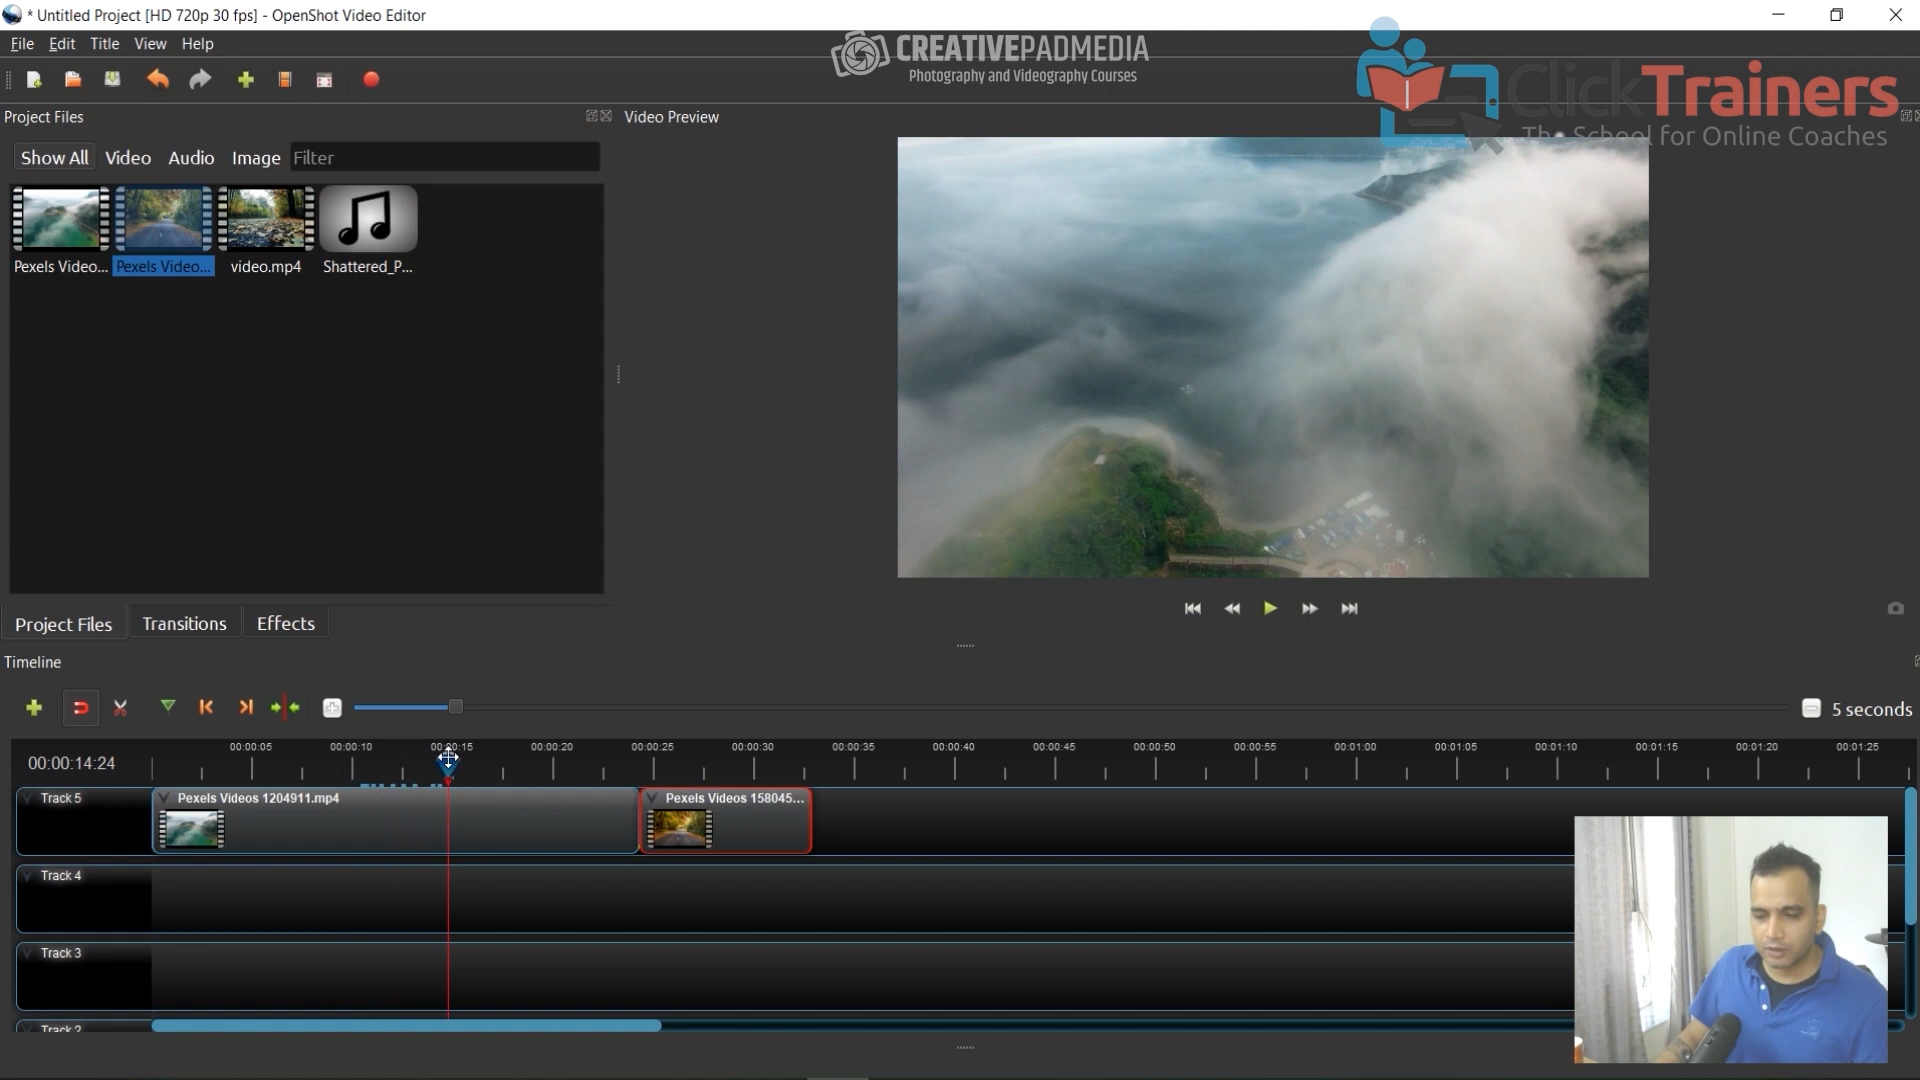 * Untitled Project [HD 720p 30 fps] - OpenShot Video Editor
File Edit Title View Help
CREATIVEPADMEDIA
Photography and Videography Courses
ClickTrainers
The School for Online Coaches
Project Files
Video Preview
Show All Video Audio Image Filter
Pexels Video... Pexels Video... video.mp4 Shattered_P...
Project Files Transitions Effects
Timeline
5 seconds
00:00:14:24
00:00:05 00:00:10 00:00:15 00:00:20 00:00:25 00:00:30 00:00:35 00:00:40 00:00:45 00:00:50 00:00:55 00:01:00 00:01:05 00:01:10 00:01:15 00:01:20 00:01:25
Track 5
Pexels Videos 1204911.mp4
Pexels Videos 158045...
Track 4
Track 3
Track 2